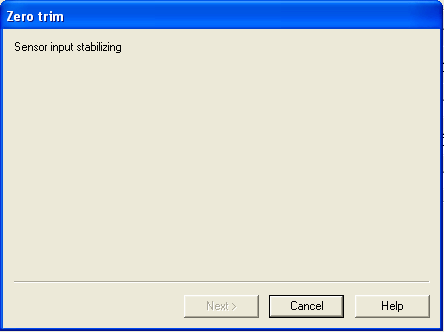 Zero trim
Sensor input stabilizing
Next >
Cancel
Help